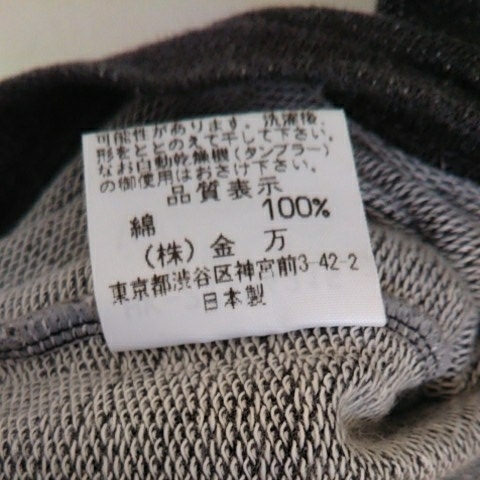 可能性があります。洗濯後、
形をととのえて干して下さい。
なお自動乾燥機(タンブラー)
の御使用はおさけ下さい。
品質表示
綿 100%
(株)金万
東京都渋谷区神宮前3-42-2
日本製